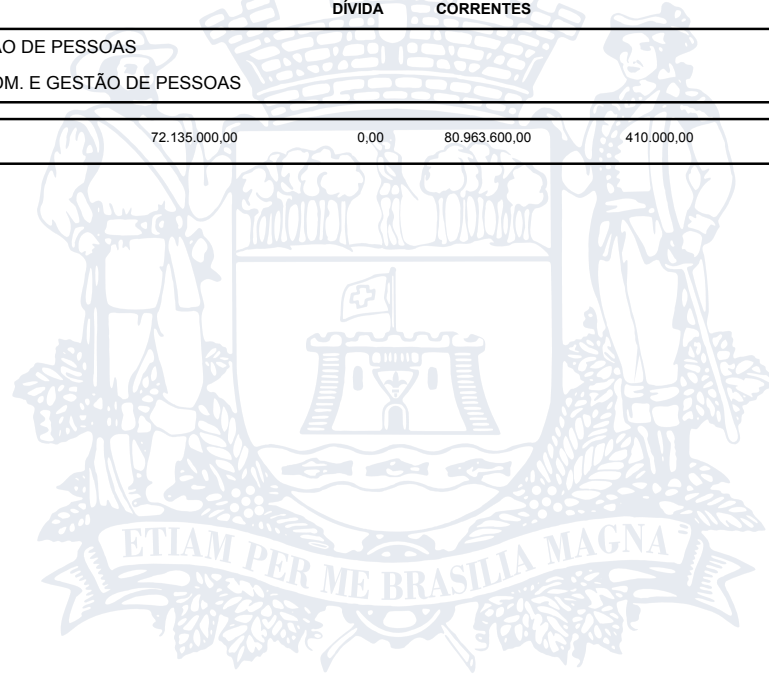 DÍVIDA CORRENTES
ÃO DE PESSOAS
OM. E GESTÃO DE PESSOAS
72.135.000,00 0,00 80.963.600,00 410.000,00
ETIAM PER ME BRASILIA MAGNA